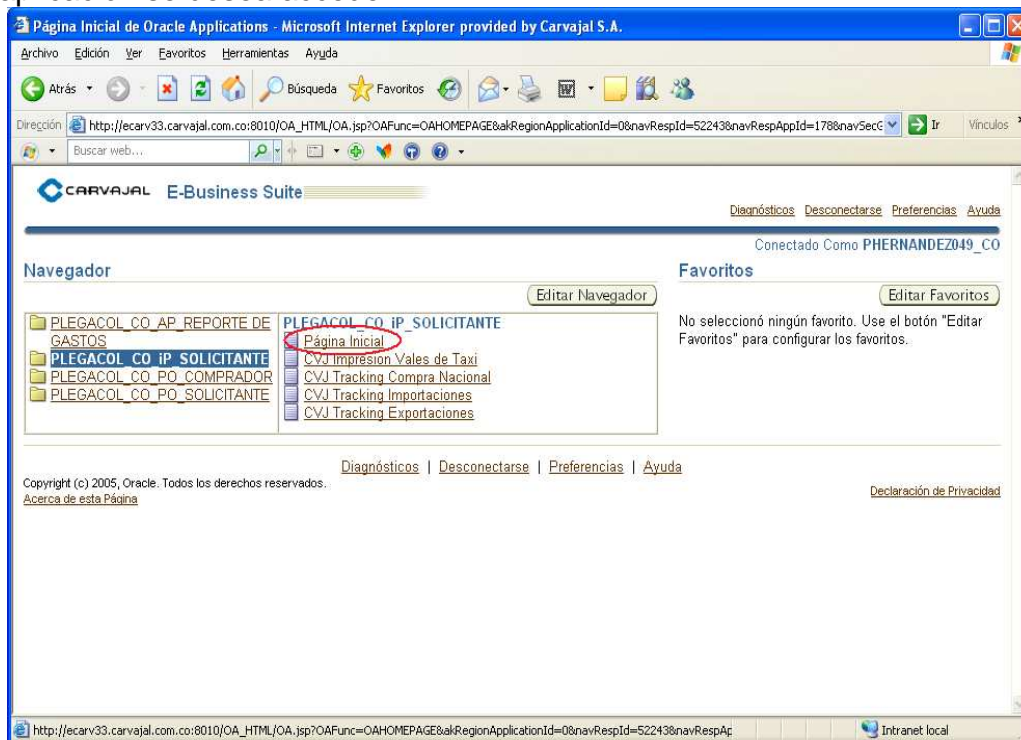 Página Inicial de Oracle Applications - Microsoft Internet Explorer provided by Carvajal S.A.
Archivo Edición Ver Favoritos Herramientas Ayuda
Atrás Búsqueda Favoritos
Dirección http://ecarv33.carvajal.com.co:8010/OA_HTML/OA.jsp?OAFunc=OAHOMEPAGE&akRegionApplicationId=0&navRespId=52243&navRespAppId=178&navSecG Ir Vínculos
Buscar web...
CARVAJAL E-Business Suite
Diagnósticos Desconectarse Preferencias Ayuda
Conectado Como PHERNANDEZ049_CO
Navegador
Editar Navegador
PLEGACOL_CO_AP_REPORTE DE
GASTOS
PLEGACOL_CO_iP_SOLICITANTE
PLEGACOL_CO_PO_COMPRADOR
PLEGACOL_CO_PO_SOLICITANTE
PLEGACOL_CO_iP_SOLICITANTE
Página Inicial
CVJ Impresion Vales de Taxi
CVJ Tracking Compra Nacional
CVJ Tracking Importaciones
CVJ Tracking Exportaciones
Favoritos
Editar Favoritos
No seleccionó ningún favorito. Use el botón "Editar
Favoritos" para configurar los favoritos.
Diagnósticos | Desconectarse | Preferencias | Ayuda
Copyright (c) 2005, Oracle. Todos los derechos reservados.
Acerca de esta Página
Declaración de Privacidad
http://ecarv33.carvajal.com.co:8010/OA_HTML/OA.jsp?OAFunc=OAHOMEPAGE&akRegionApplicationId=0&navRespId=52243&navRespAp Intranet local